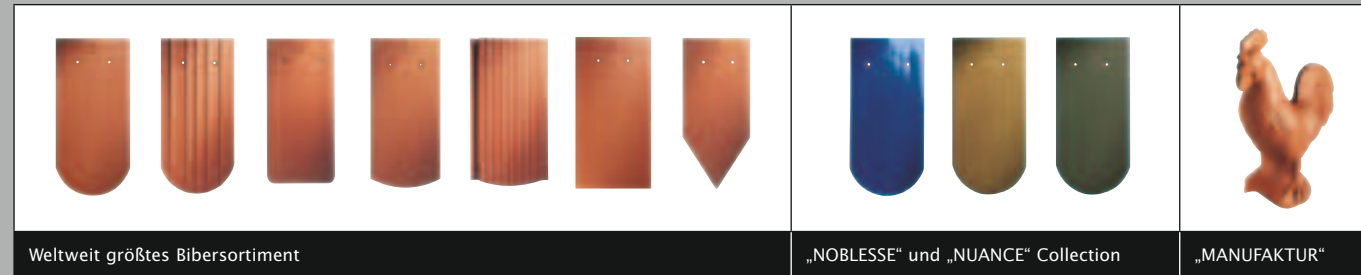 Weltweit größtes Bibersortiment
„NOBLESSE“ und „NUANCE“ Collection
„MANUFAKTUR“